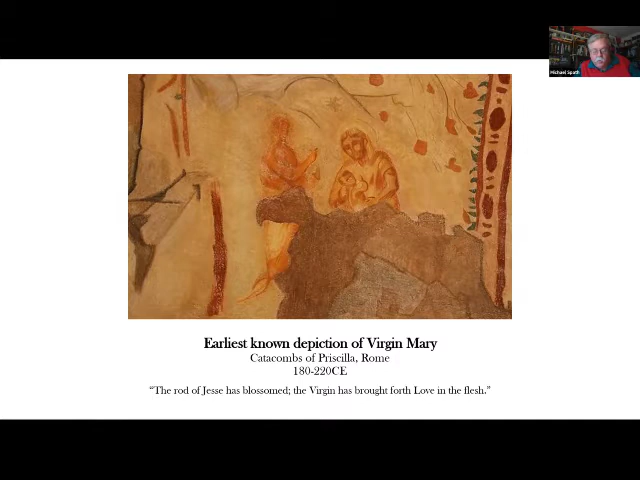 Michael Spath
Earliest known depiction of Virgin Mary
Catacombs of Priscilla, Rome
180-220CE
“The rod of Jesse has blossomed; the Virgin has brought forth Love in the flesh.”